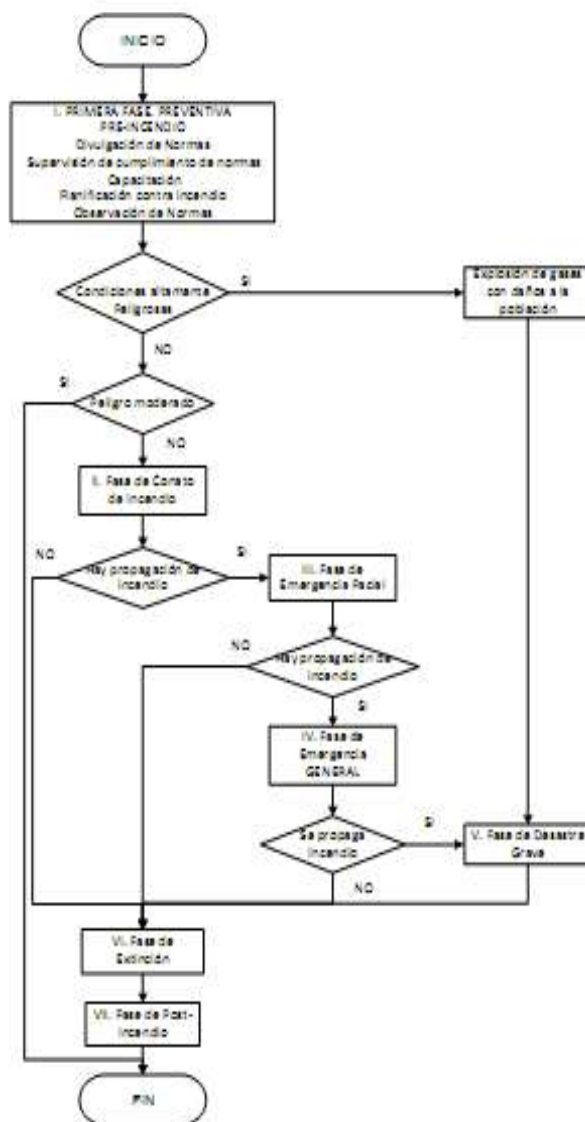 INICIO
I. PRIMERA FASE. PREVENTIVA
PRE-INCENDIO
Divulgación de Normas
Supervisión de cumplimiento de normas
Capacitación
Planificación contra Incendio
Observación de Normas
Condiciones altamente
Peligrosas
SI
Explosión de gases
con daños a la
población
NO
SI
Peligro moderado
NO
II. Fase de Conato
de Incendio
NO
Hay propagación de
incendio
SI
III. Fase de
Emergencia
NO
Hay propagación de
incendio
SI
IV. Fase de
Emergencia
GENERAL
Se propaga
incendio
SI
V. Fase de Desastre
Grave
NO
VI. Fase de
Extinción
VII. Fase de Post-
Incendio
FIN